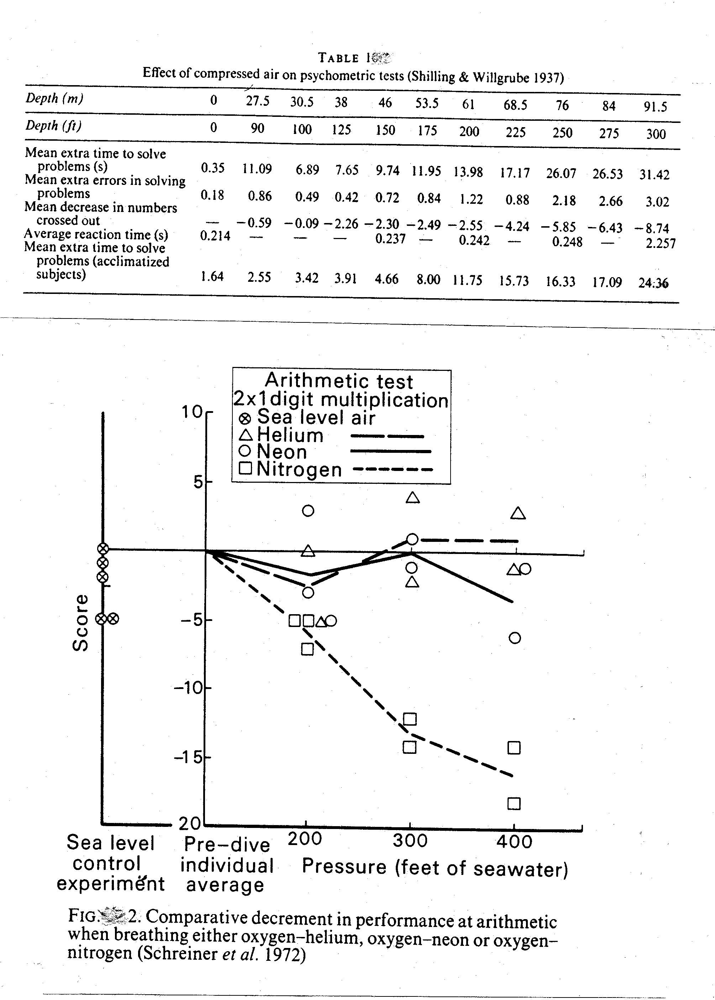 TABLE 1
Effect of compressed air on psychometric tests (Shilling & Willgrube 1937)
Depth (m) 0 27.5 30.5 38 46 53.5 61 68.5 76 84 91.5
Depth (ft) 0 90 100 125 150 175 200 225 250 275 300
Mean extra time to solve
problems (s) 0.35 11.09 6.89 7.65 9.74 11.95 13.98 17.17 26.07 26.53 31.42
Mean extra errors in solving
problems 0.18 0.86 0.49 0.42 0.72 0.84 1.22 0.88 2.18 2.66 3.02
Mean decrease in numbers
crossed out — −0.59 −0.09 −2.26 −2.30 −2.49 −2.55 −4.24 −5.85 −6.43 −8.74
Average reaction time (s) 0.214 — — — 0.237 — 0.242 — 0.248 — 2.257
Mean extra time to solve
problems (acclimatized
subjects) 1.64 2.55 3.42 3.91 4.66 8.00 11.75 15.73 16.33 17.09 24.36
Arithmetic test
2x1digit multiplication
Sea level air
Helium
Neon
Nitrogen
10
5
−5
−10
−15
20
Score
200 300 400
Sea level
control
experiment
Pre–dive
individual
average
Pressure (feet of seawater)
FIG. 2. Comparative decrement in performance at arithmetic
when breathing either oxygen–helium, oxygen–neon or oxygen–
nitrogen (Schreiner et al. 1972)